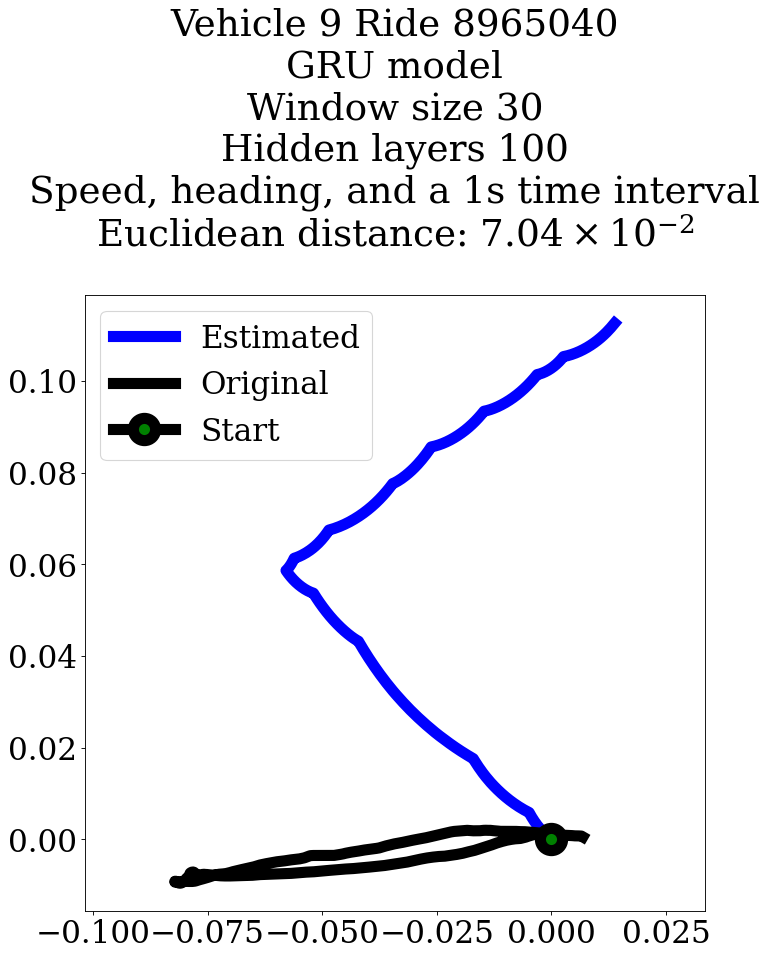 Vehicle 9 Ride 8965040
GRU model
Window size 30
Hidden layers 100
Speed, heading, and a 1s time interval
Euclidean distance: 7.04 × 10⁻²
Estimated
Original
Start
0.10
0.08
0.06
0.04
0.02
0.00
−0.100 −0.075 −0.050 −0.025 0.000 0.025